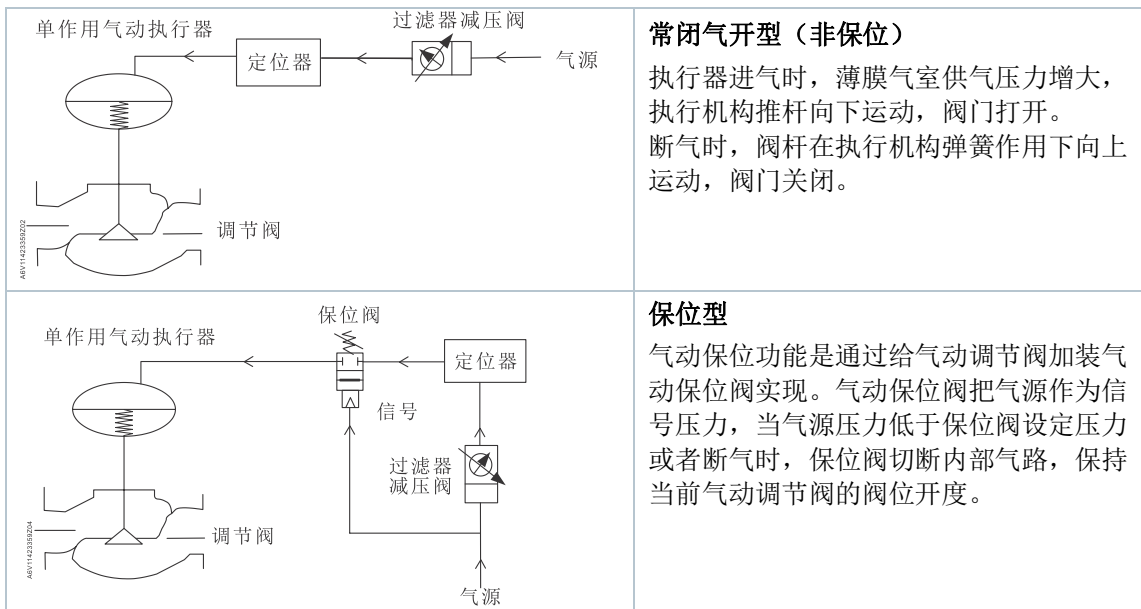 单作用气动执行器
过滤器减压阀
定位器
气源
调节阀
A6V11423359Z02
常闭气开型（非保位）
执行器进气时，薄膜气室供气压力增大，
执行机构推杆向下运动，阀门打开。
断气时，阀杆在执行机构弹簧作用下向上
运动，阀门关闭。
保位阀
单作用气动执行器
定位器
信号
过滤器
减压阀
调节阀
A6V11423359Z04
气源
保位型
气动保位功能是通过给气动调节阀加装气
动保位阀实现。气动保位阀把气源作为信
号压力，当气源压力低于保位阀设定压力
或者断气时，保位阀切断内部气路，保持
当前气动调节阀的阀位开度。